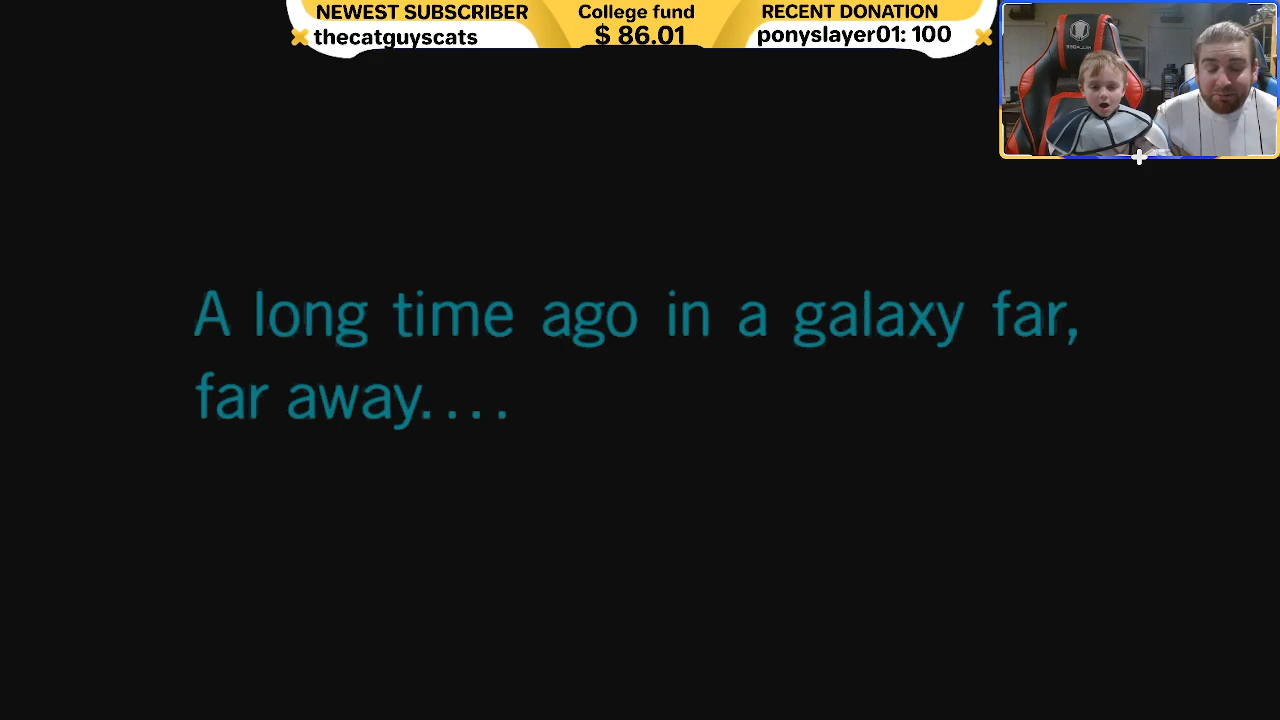 NEWEST SUBSCRIBER
thecatguyscats
College fund
$ 86.01
RECENT DONATION
ponyslayer01: 100
A long time ago in a galaxy far,
far away....